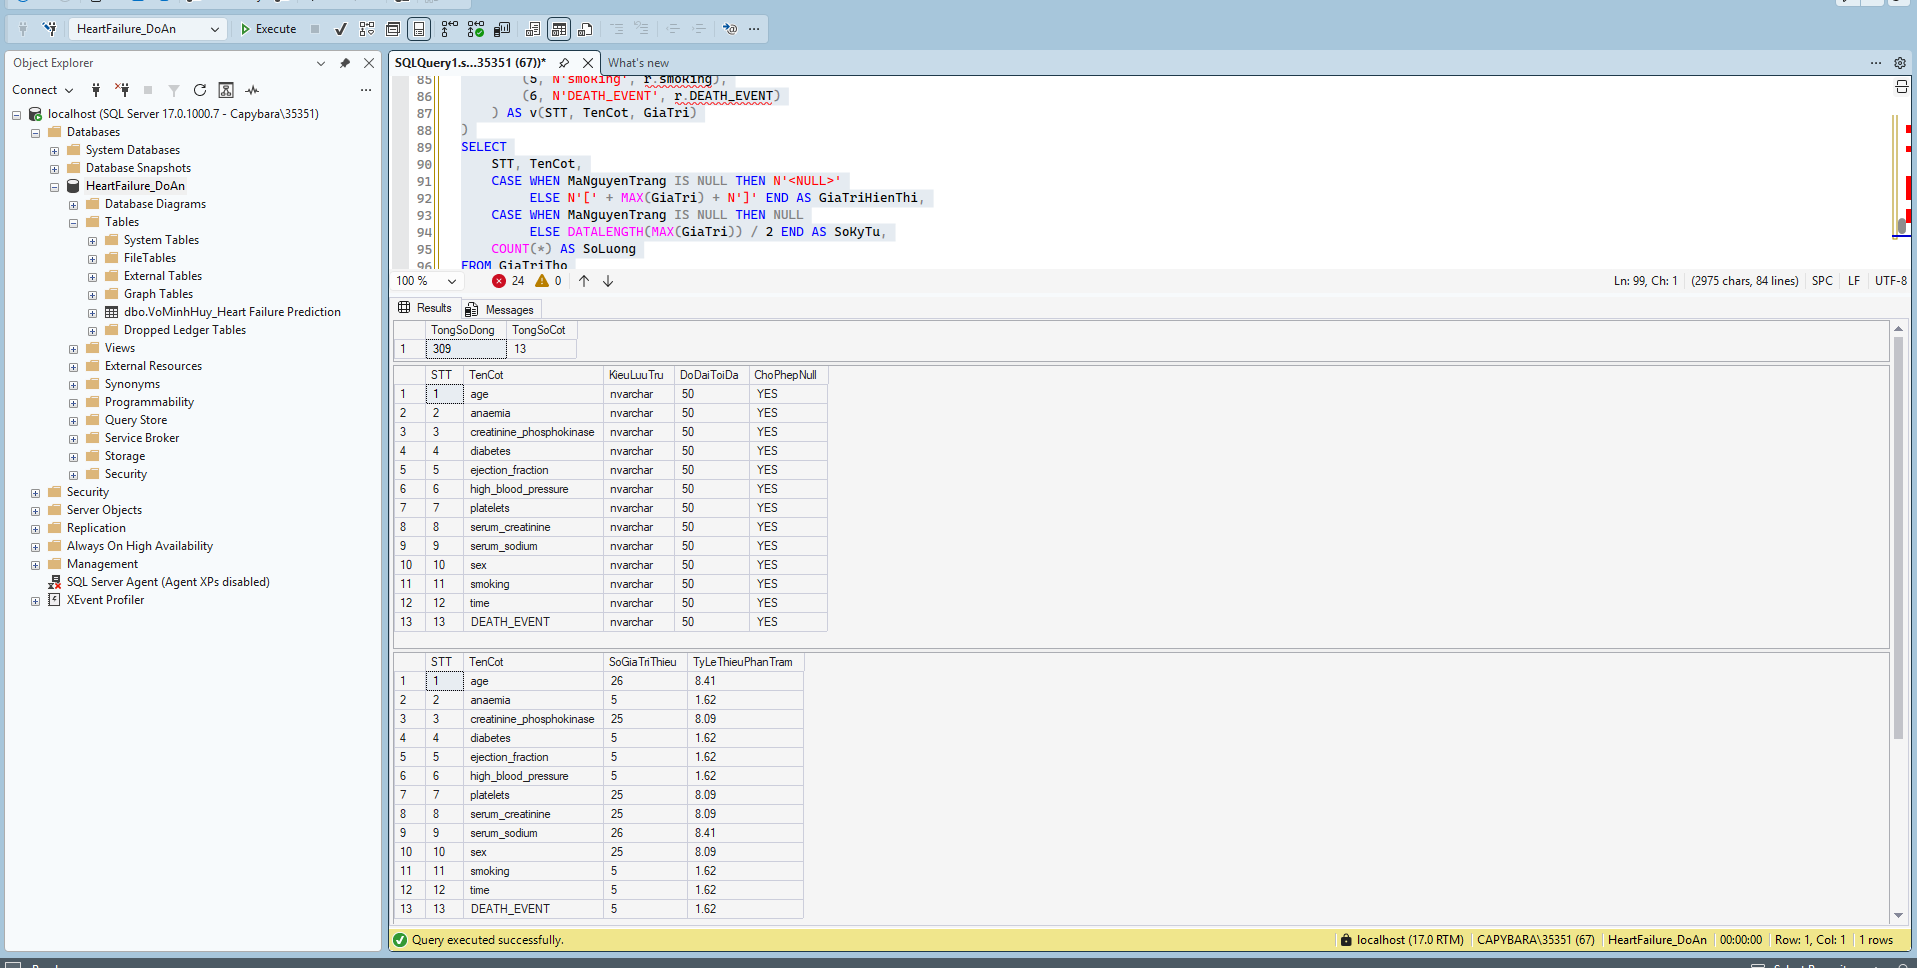 HeartFailure_DoAn
Execute
Object Explorer
Connect
localhost (SQL Server 17.0.1000.7 - Capybara\35351)
Databases
System Databases
Database Snapshots
HeartFailure_DoAn
Database Diagrams
Tables
System Tables
FileTables
External Tables
Graph Tables
dbo.VoMinhHuy_Heart Failure Prediction
Dropped Ledger Tables
Views
External Resources
Synonyms
Programmability
Query Store
Service Broker
Storage
Security
Security
Server Objects
Replication
Always On High Availability
Management
SQL Server Agent (Agent XPs disabled)
XEvent Profiler
SQLQuery1.s...35351 (67))* What's new
85 (5, N'smoking', r.smoking),
86 (6, N'DEATH_EVENT', r.DEATH_EVENT)
87 ) AS v(STT, TenCot, GiaTri)
88 )
89 SELECT
90 STT, TenCot,
91 CASE WHEN MaNguyenTrang IS NULL THEN N'<NULL>'
92 ELSE N'[' + MAX(GiaTri) + N']' END AS GiaTriHienThi,
93 CASE WHEN MaNguyenTrang IS NULL THEN NULL
94 ELSE DATALENGTH(MAX(GiaTri)) / 2 END AS SoKyTu,
95 COUNT(*) AS SoLuong
96 FROM GiaTriTho
100 % 24 0 Ln: 99, Ch: 1 (2975 chars, 84 lines) SPC LF UTF-8
Results Messages
TongSoDong TongSoCot
1 309 13
STT TenCot KieuLuuTru DoDaiToiDa ChoPhepNull
1 1 age nvarchar 50 YES
2 2 anaemia nvarchar 50 YES
3 3 creatinine_phosphokinase nvarchar 50 YES
4 4 diabetes nvarchar 50 YES
5 5 ejection_fraction nvarchar 50 YES
6 6 high_blood_pressure nvarchar 50 YES
7 7 platelets nvarchar 50 YES
8 8 serum_creatinine nvarchar 50 YES
9 9 serum_sodium nvarchar 50 YES
10 10 sex nvarchar 50 YES
11 11 smoking nvarchar 50 YES
12 12 time nvarchar 50 YES
13 13 DEATH_EVENT nvarchar 50 YES
STT TenCot SoGiaTriThieu TyLeThieuPhanTram
1 1 age 26 8.41
2 2 anaemia 5 1.62
3 3 creatinine_phosphokinase 25 8.09
4 4 diabetes 5 1.62
5 5 ejection_fraction 5 1.62
6 6 high_blood_pressure 5 1.62
7 7 platelets 25 8.09
8 8 serum_creatinine 25 8.09
9 9 serum_sodium 26 8.41
10 10 sex 25 8.09
11 11 smoking 5 1.62
12 12 time 5 1.62
13 13 DEATH_EVENT 5 1.62
Query executed successfully. localhost (17.0 RTM) CAPYBARA\35351 (67) HeartFailure_DoAn 00:00:00 Row: 1, Col: 1 1 rows